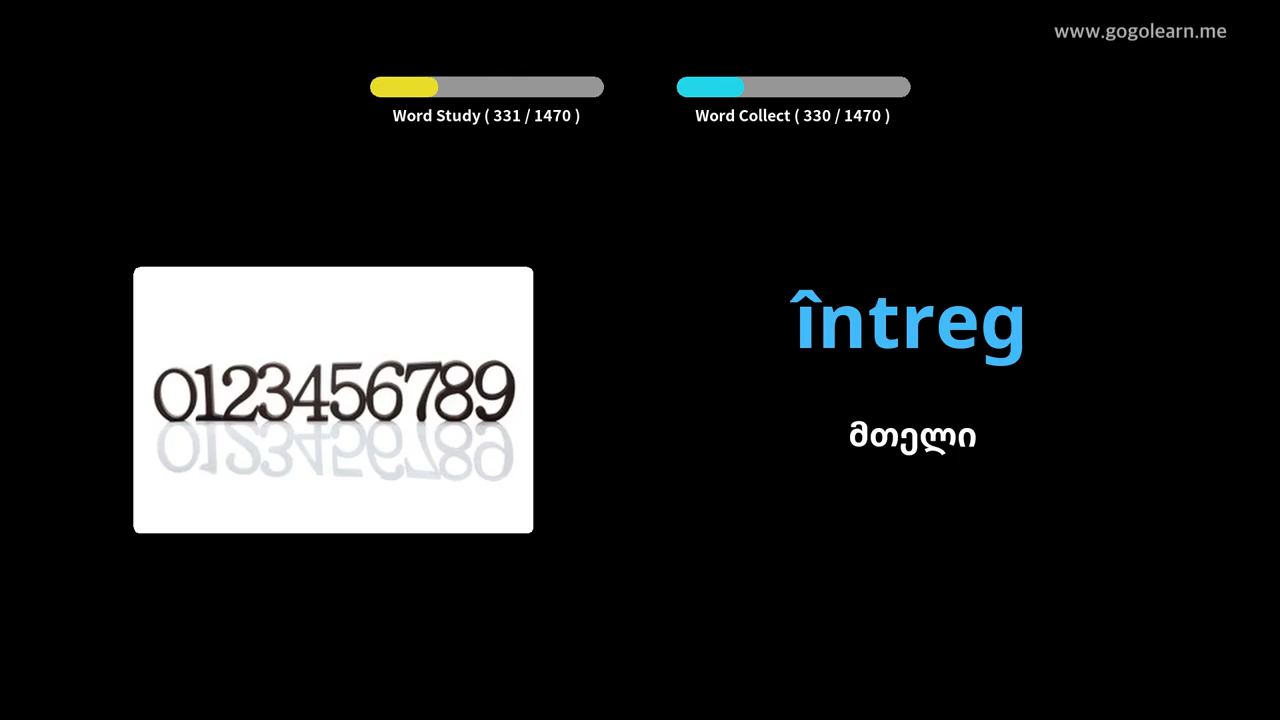 www.gogolearn.me
Word Study ( 331 / 1470 )
Word Collect ( 330 / 1470 )
0123456789
întreg
მთელი